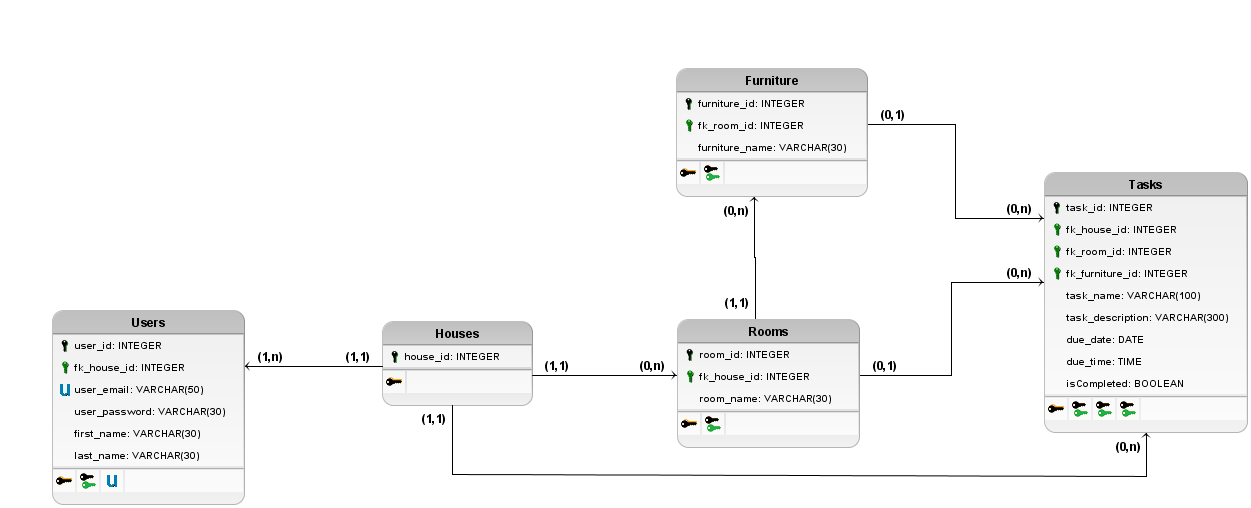 Furniture
furniture_id: INTEGER
fk_room_id: INTEGER
furniture_name: VARCHAR(30)
(0,1)
(0,n)
(1,1)
Tasks
task_id: INTEGER
fk_house_id: INTEGER
fk_room_id: INTEGER
fk_furniture_id: INTEGER
task_name: VARCHAR(100)
task_description: VARCHAR(300)
due_date: DATE
due_time: TIME
isCompleted: BOOLEAN
(0,n)
(0,n)
(0,n)
Users
user_id: INTEGER
fk_house_id: INTEGER
U user_email: VARCHAR(50)
user_password: VARCHAR(30)
first_name: VARCHAR(30)
last_name: VARCHAR(30)
U
(1,n)
(1,1)
Houses
house_id: INTEGER
(1,1)
(0,n)
(1,1)
Rooms
room_id: INTEGER
fk_house_id: INTEGER
room_name: VARCHAR(30)
(0,1)